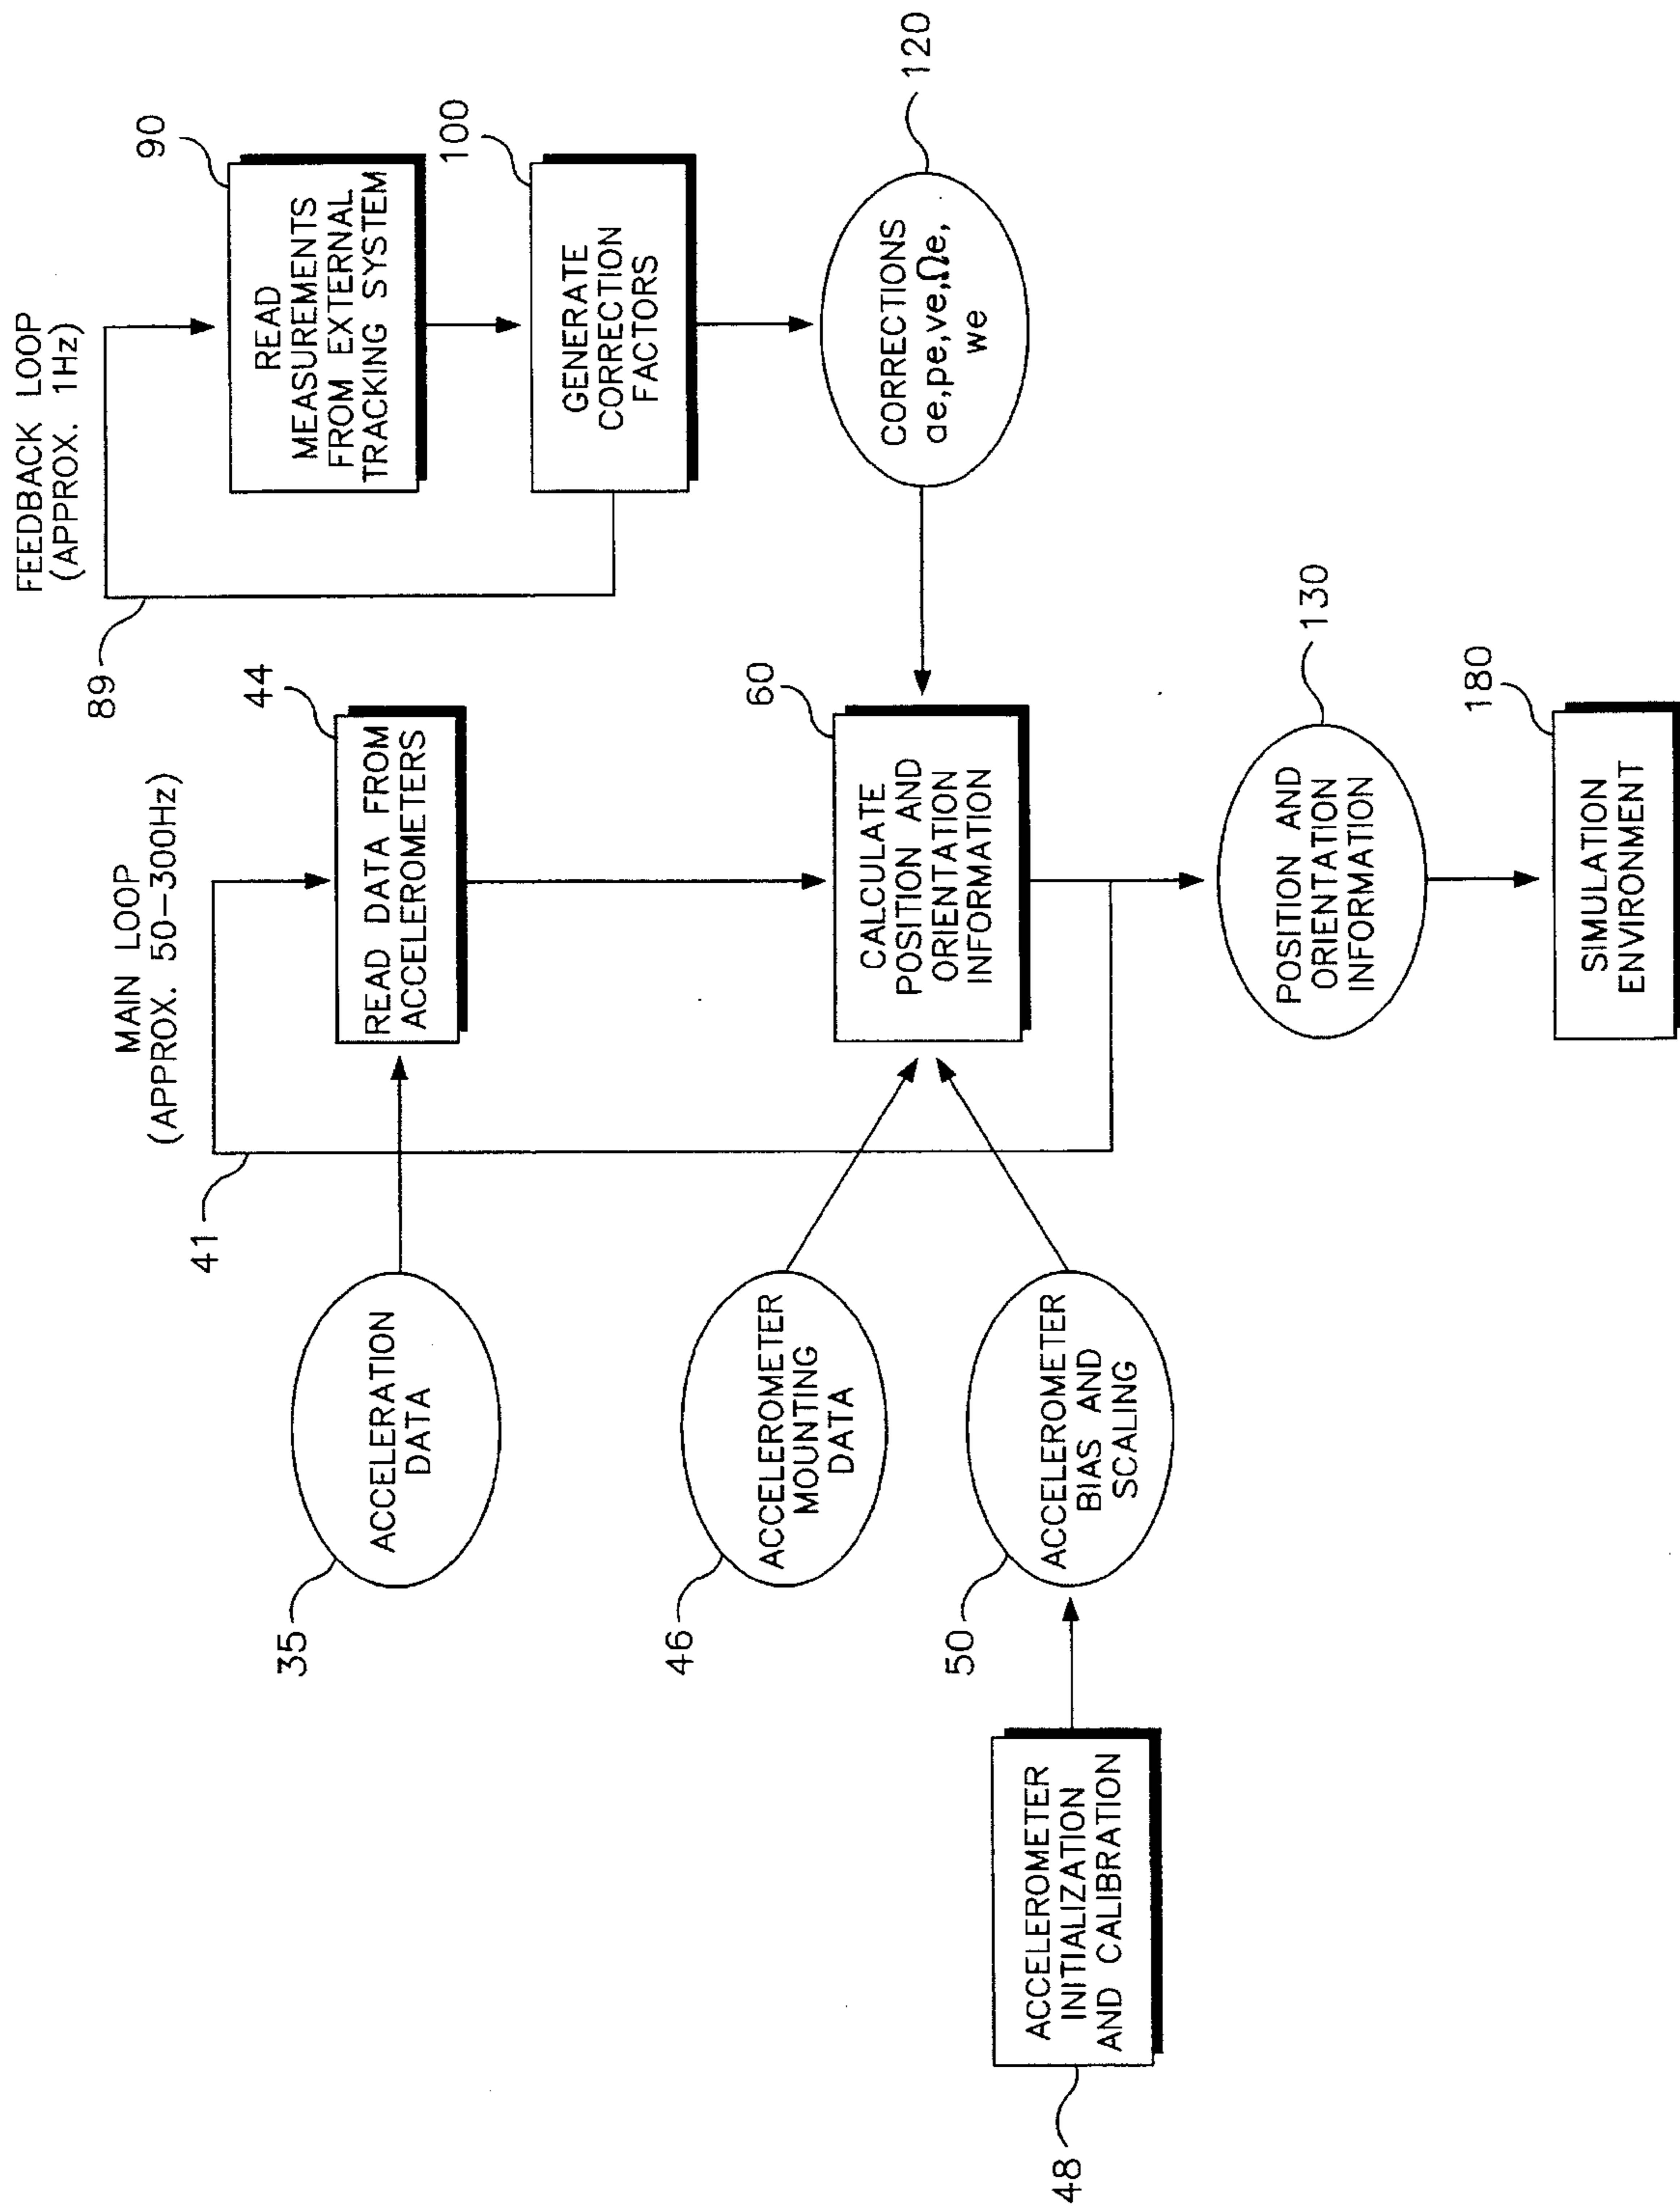 FEEDBACK LOOP
(APPROX. 1Hz)
89
90
READ
MEASUREMENTS
FROM EXTERNAL
TRACKING SYSTEM
100
GENERATE
CORRECTION
FACTORS
120
CORRECTIONS
ae,pe,ve,Ωe,
we
MAIN LOOP
(APPROX. 50-300Hz)
41
44
READ DATA FROM
ACCELEROMETERS
60
CALCULATE
POSITION AND
ORIENTATION
INFORMATION
130
POSITION AND
ORIENTATION
INFORMATION
180
SIMULATION
ENVIRONMENT
35
ACCELERATION
DATA
46
ACCELEROMETER
MOUNTING
DATA
50
ACCELEROMETER
BIAS AND
SCALING
48
ACCELEROMETER
INITIALIZATION
AND CALIBRATION